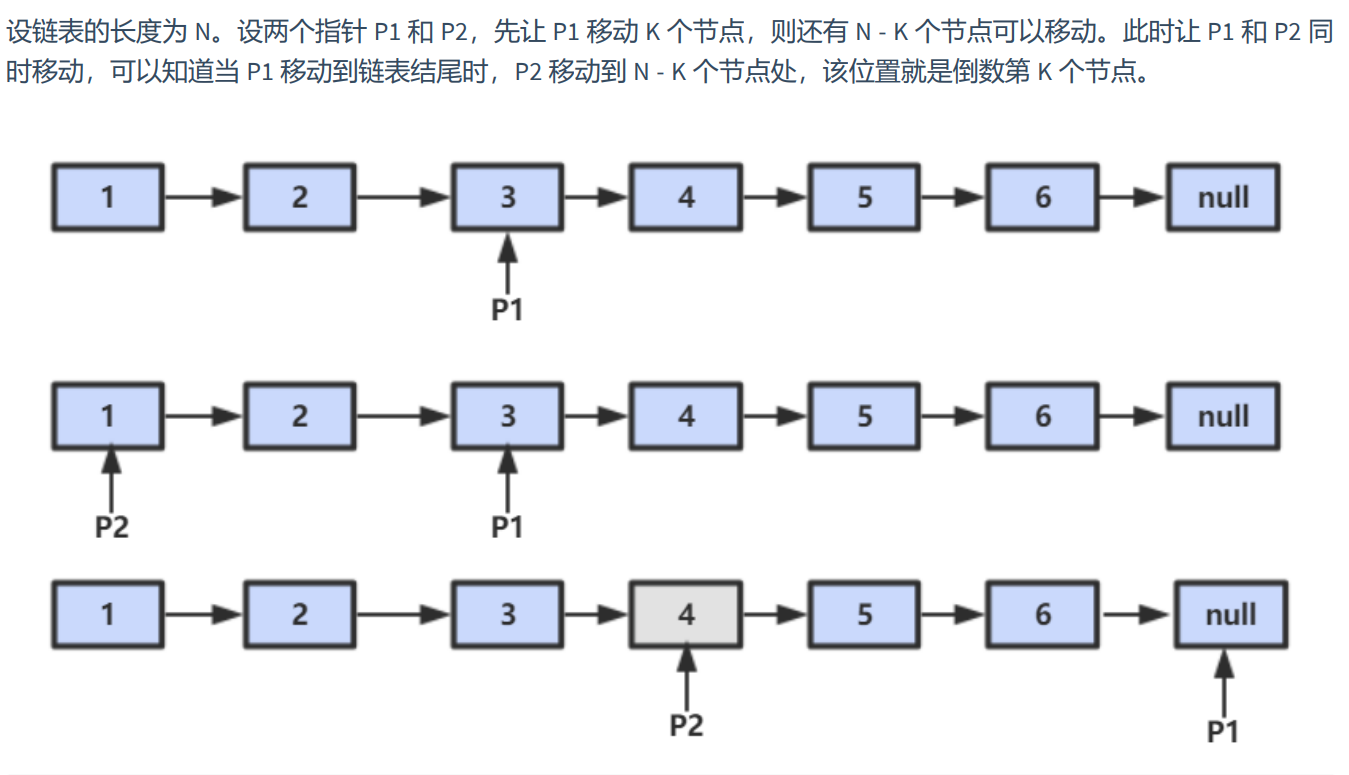 设链表的长度为 N。设两个指针 P1 和 P2，先让 P1 移动 K 个节点，则还有 N - K 个节点可以移动。此时让 P1 和 P2 同
时移动，可以知道当 P1 移动到链表结尾时，P2 移动到 N - K 个节点处，该位置就是倒数第 K 个节点。
1 2 3 4 5 6 null
P1
1 2 3 4 5 6 null
P2 P1
1 2 3 4 5 6 null
P2 P1